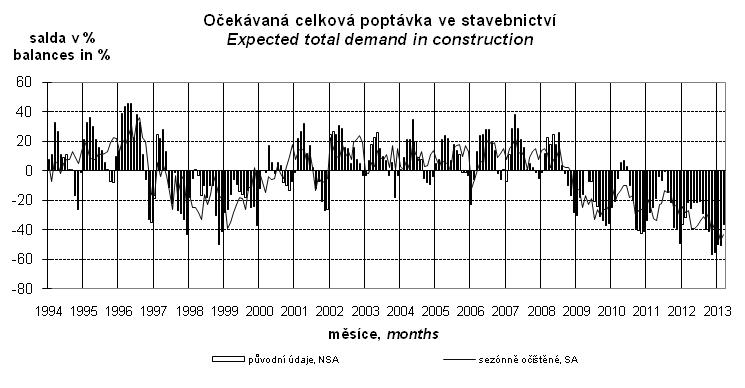 Očekávaná celková poptávka ve stavebnictví
Expected total demand in construction
salda v %
balances in %
60
40
20
0
-20
-40
-60
-80
1994 1995 1996 1997 1998 1999 2000 2001 2002 2003 2004 2005 2006 2007 2008 2009 2010 2011 2012 2013
měsíce, months
původní údaje, NSA
sezónně očištěné, SA